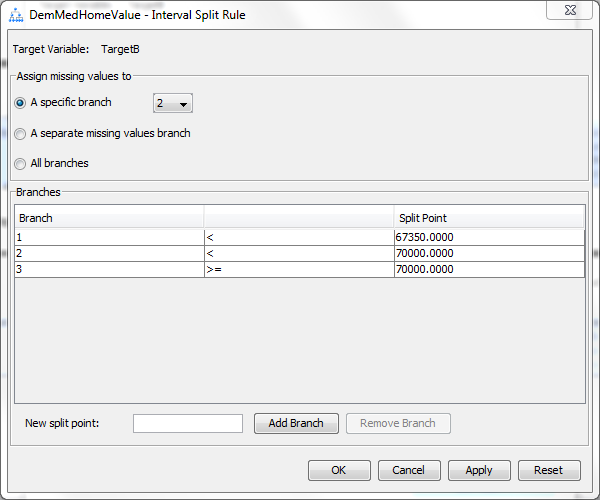 DemMedHomeValue - Interval Split Rule
Target Variable: TargetB
Assign missing values to
A specific branch 2
A separate missing values branch
All branches
Branches
Branch Split Point
1 < 67350.0000
2 < 70000.0000
3 >= 70000.0000
New split point: Add Branch Remove Branch
OK Cancel Apply Reset